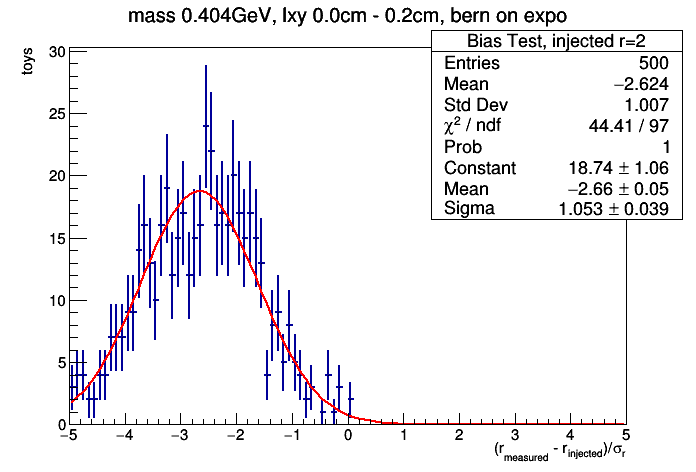 mass 0.404GeV, lxy 0.0cm - 0.2cm, bern on expo
toys
Bias Test, injected r=2
Entries 500
Mean −2.624
Std Dev 1.007
χ² / ndf 44.41 / 97
Prob 1
Constant 18.74 ± 1.06
Mean −2.66 ± 0.05
Sigma 1.053 ± 0.039
30
25
20
15
10
5
0
−5 −4 −3 −2 −1 0 1 2 3 4 5
(r_measured - r_injected)/σ_r